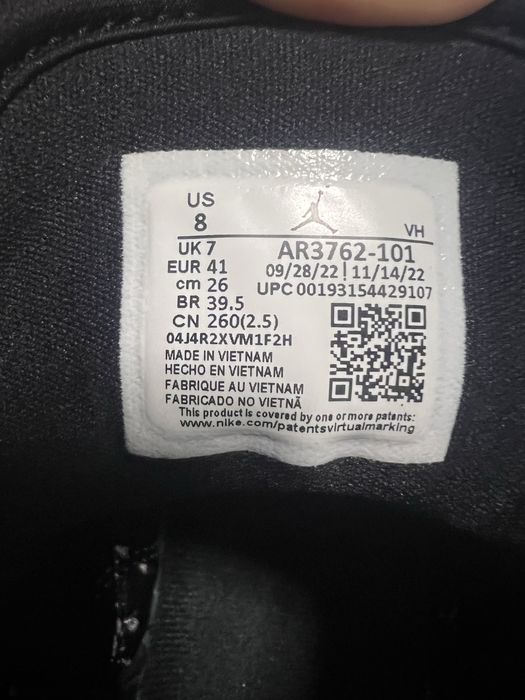 US
8
VH
UK 7
AR3762-101
EUR 41
09/28/22 | 11/14/22
cm 26
UPC 00193154429107
BR 39.5
CN 260(2.5)
04J4R2XVM1F2H
MADE IN VIETNAM
HECHO EN VIETNAM
FABRIQUE AU VIETNAM
FABRICADO NO VIETNÃ
This product is covered by one or more patents:
www.nike.com/patentsvirtualmarking